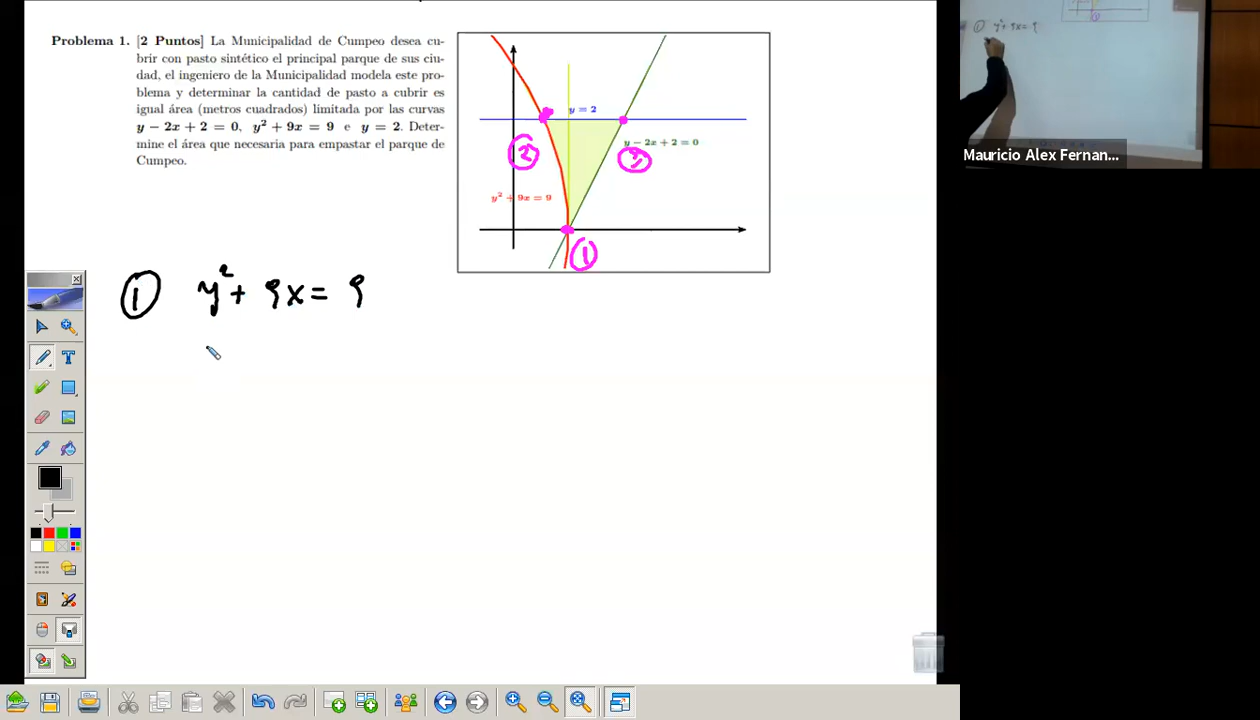 Problema 1. [2 Puntos] La Municipalidad de Cumpeo desea cu-
brir con pasto sintético el principal parque de sus ciu-
dad, el ingeniero de la Municipalidad modela este pro-
blema y determinar la cantidad de pasto a cubrir es
igual área (metros cuadrados) limitada por las curvas
y − 2x + 2 = 0, y² + 9x = 9 e y = 2. Deter-
mine el área que necesaria para empastar el parque de
Cumpeo.
y = 2
y − 2x + 2 = 0
② ③
y² + 9x = 9
①
① y² + 9x = 9
① y² + 9x = 9
Mauricio Alex Fernan...
T